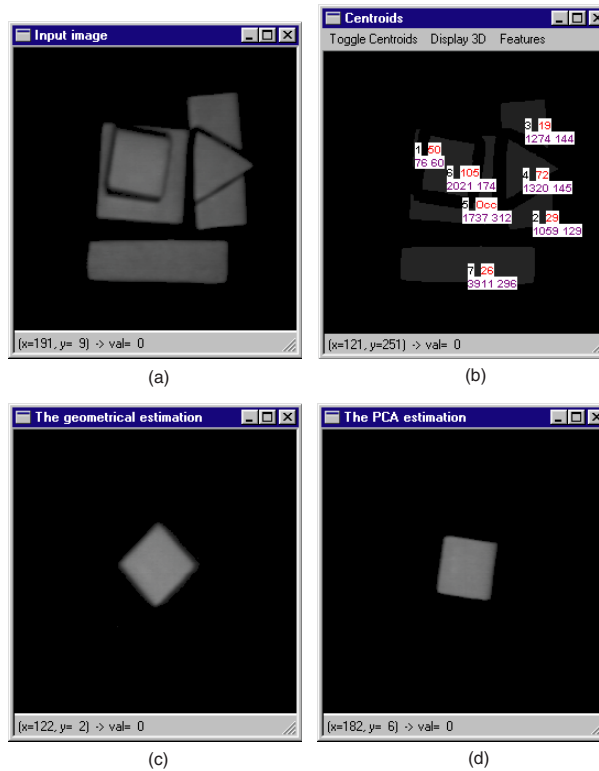 Input image
(x=191, y= 9) -> val= 0
(a)
Centroids
Toggle Centroids Display 3D Features
3 19
1274 144
1 50
76 60
6 105
2021 174
4 72
1320 145
5 Occ
1737 312
2 29
1059 129
7 26
3911 296
(x=121, y=251) -> val= 0
(b)
The geometrical estimation
(x=122, y= 2) -> val= 0
(c)
The PCA estimation
(x=182, y= 6) -> val= 0
(d)